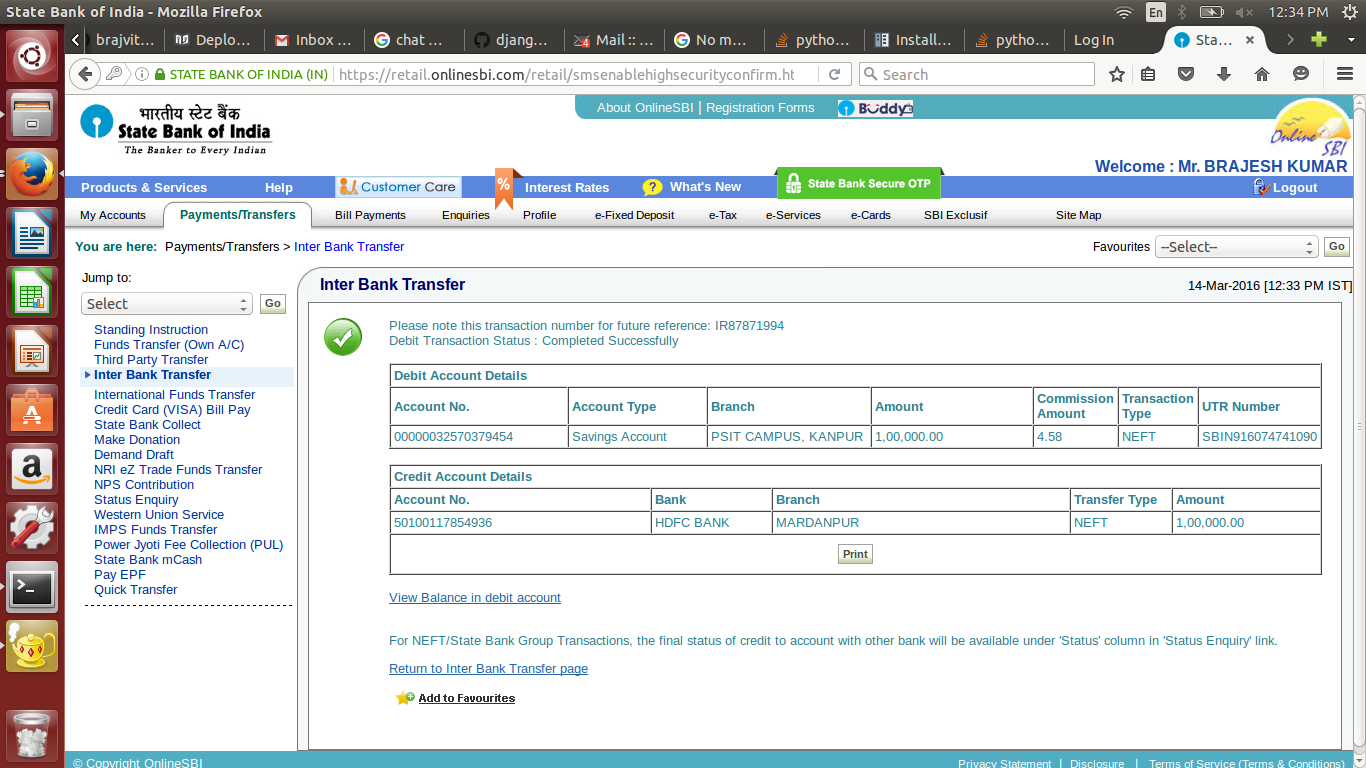 State Bank of India - Mozilla Firefox
En
12:34 PM
brajvit...
Deplo...
Inbox ...
chat ...
djang...
Mail :: ...
No m...
pytho...
Install...
pytho...
Log In
Sta...
STATE BANK OF INDIA (IN)
https://retail.onlinesbi.com/retail/smsenablehighsecurityconfirm.ht
Search
भारतीय स्टेट बैंक
State Bank of India
The Banker to Every Indian
About OnlineSBI | Registration Forms
Buddy
Online SBI
Welcome : Mr. BRAJESH KUMAR
Products & Services
Help
Customer Care
%
Interest Rates
?
What's New
State Bank Secure OTP
Logout
My Accounts
Payments/Transfers
Bill Payments
Enquiries
Profile
e-Fixed Deposit
e-Tax
e-Services
e-Cards
SBI Exclusif
Site Map
You are here: Payments/Transfers > Inter Bank Transfer
Favourites
--Select--
Go
Jump to:
Select
Go
Standing Instruction
Funds Transfer (Own A/C)
Third Party Transfer
Inter Bank Transfer
International Funds Transfer
Credit Card (VISA) Bill Pay
State Bank Collect
Make Donation
Demand Draft
NRI eZ Trade Funds Transfer
NPS Contribution
Status Enquiry
Western Union Service
IMPS Funds Transfer
Power Jyoti Fee Collection (PUL)
State Bank mCash
Pay EPF
Quick Transfer
Inter Bank Transfer
14-Mar-2016 [12:33 PM IST]
Please note this transaction number for future reference: IR87871994
Debit Transaction Status : Completed Successfully
Debit Account Details
Account No. Account Type Branch Amount Commission Amount Transaction Type UTR Number
00000032570379454 Savings Account PSIT CAMPUS, KANPUR 1,00,000.00 4.58 NEFT SBIN916074741090
Credit Account Details
Account No. Bank Branch Transfer Type Amount
50100117854936 HDFC BANK MARDANPUR NEFT 1,00,000.00
Print
View Balance in debit account
For NEFT/State Bank Group Transactions, the final status of credit to account with other bank will be available under 'Status' column in 'Status Enquiry' link.
Return to Inter Bank Transfer page
Add to Favourites
© Copyright OnlineSBI
Privacy Statement | Disclosure | Terms of Service (Terms & Conditions)